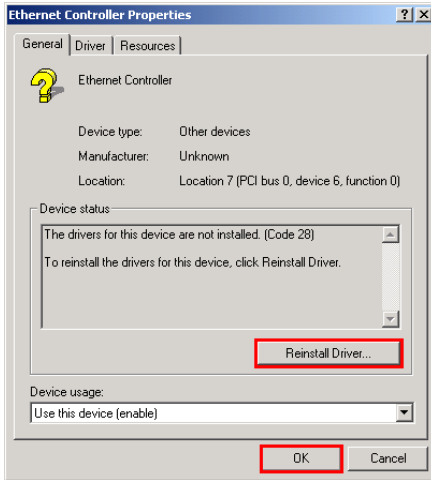 Ethernet Controller Properties
General Driver Resources
Ethernet Controller
Device type: Other devices
Manufacturer: Unknown
Location: Location 7 (PCI bus 0, device 6, function 0)
Device status
The drivers for this device are not installed. (Code 28)
To reinstall the drivers for this device, click Reinstall Driver.
Reinstall Driver...
Device usage:
Use this device (enable)
OK Cancel